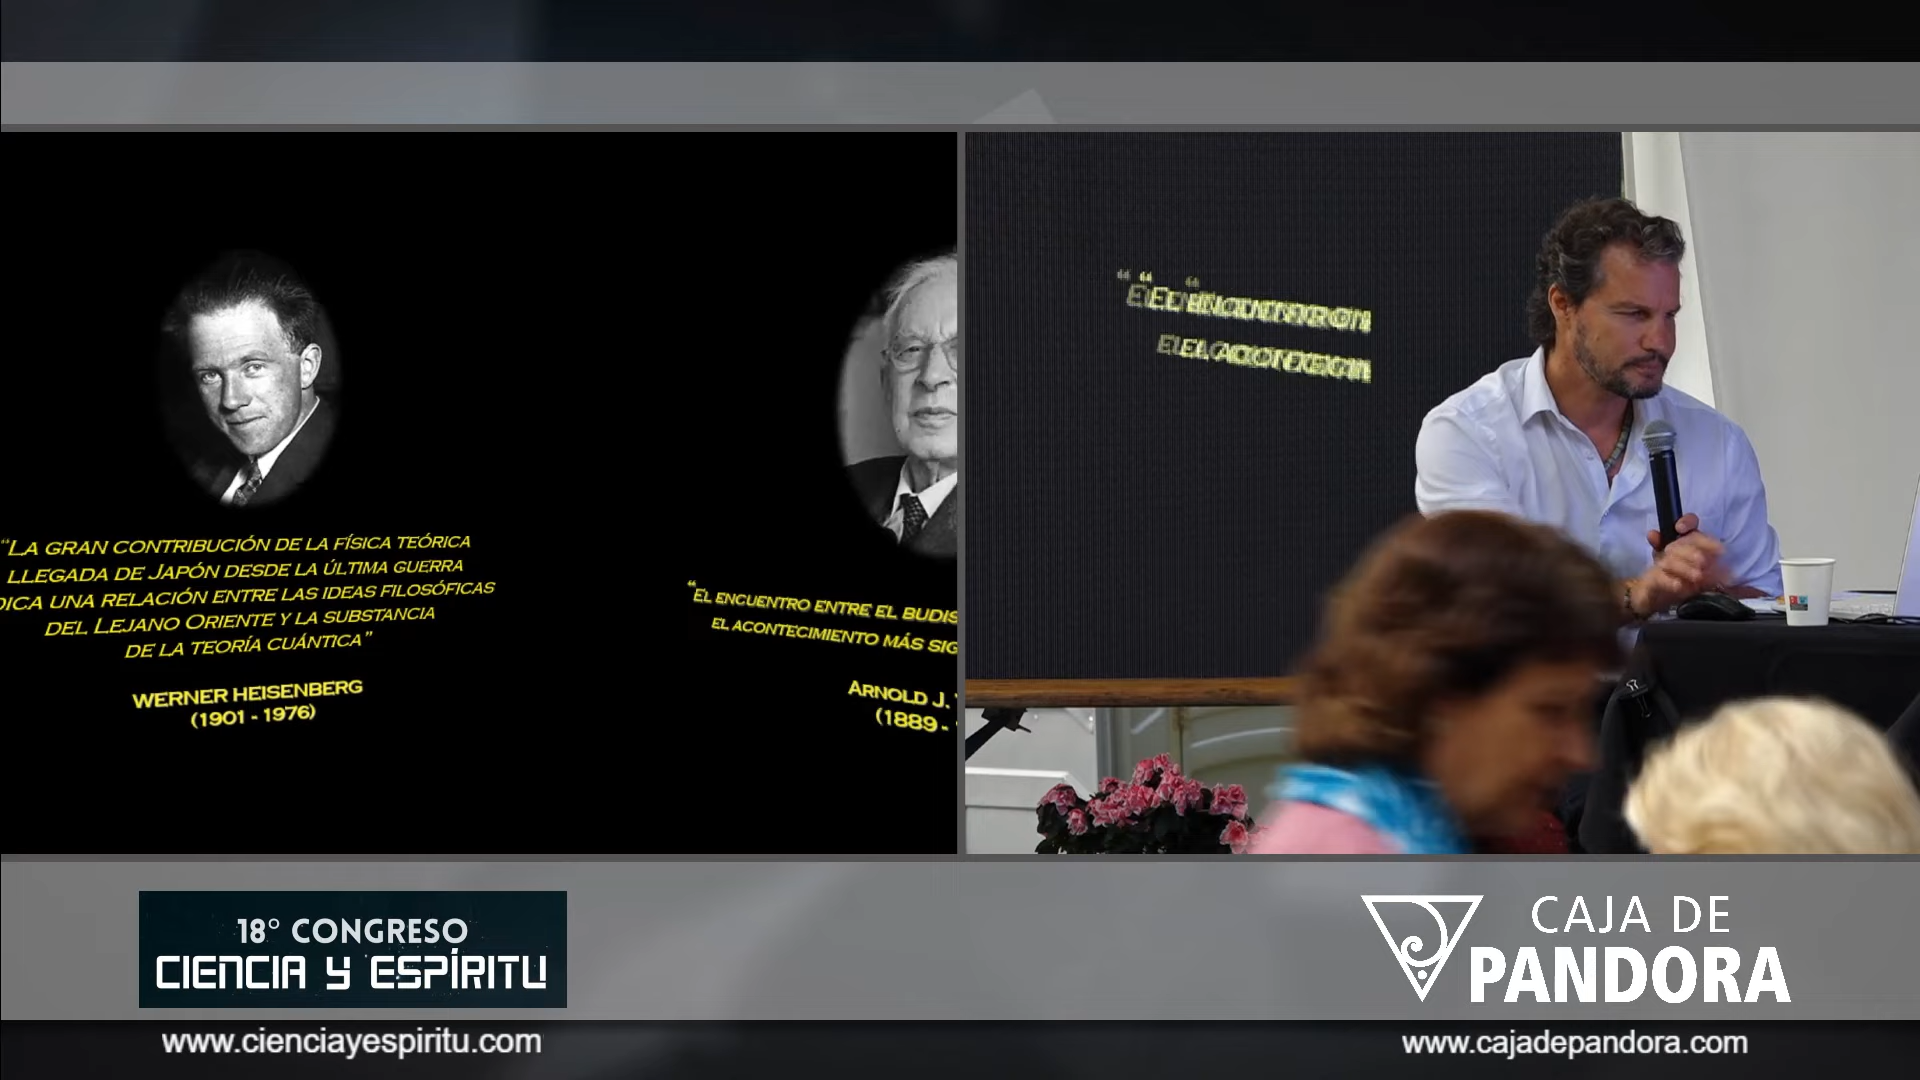 “La gran contribución de la física teórica
llegada de Japón desde la última guerra
dica una relación entre las ideas filosóficas
del Lejano Oriente y la substancia
de la teoría cuántica”
WERNER HEISENBERG
(1901 - 1976)
“El encuentro entre el budis
el acontecimiento más sig
Arnold J.
(1889 -
18° CONGRESO
CIENCIA Y ESPÍRITU
www.cienciayespiritu.com
CAJA DE
PANDORA
www.cajadepandora.com